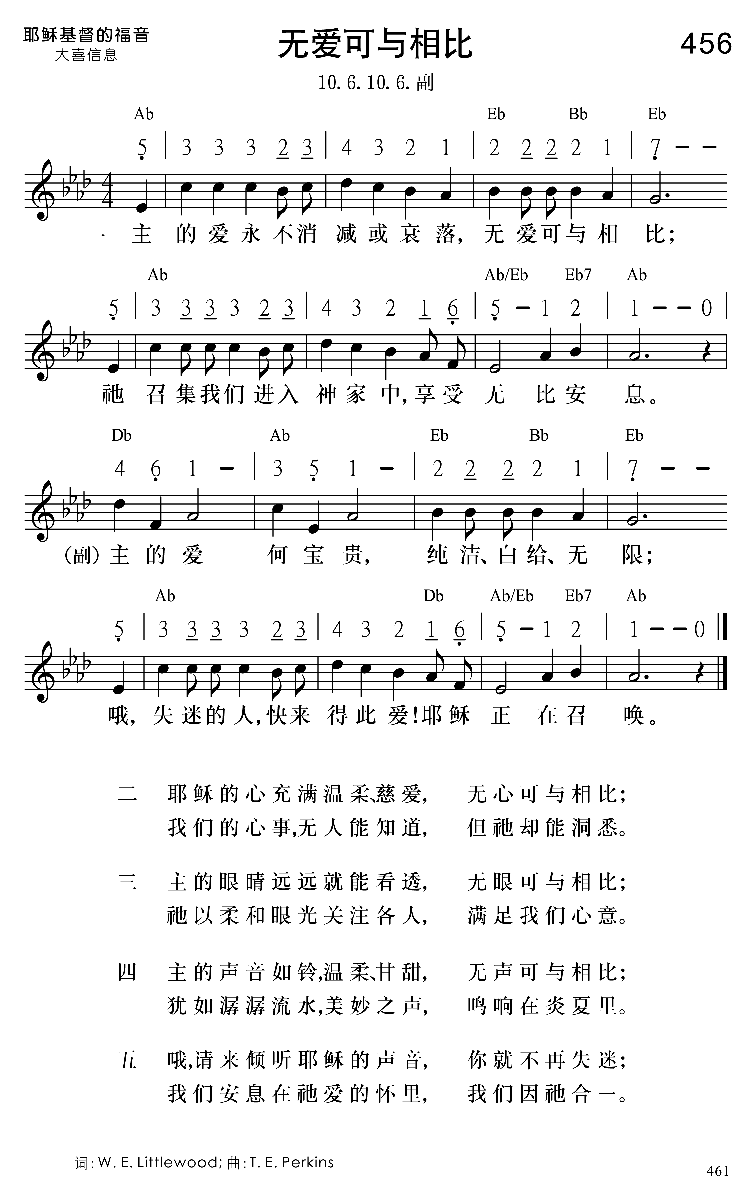 耶稣基督的福音
大喜信息
无爱可与相比
456
10. 6. 10. 6. 副
Ab Eb Bb Eb
5 | 3 3 3 2 3 | 4 3 2 1 | 2 2 2 2 1 | 7 - -
4/4
主的爱永不消减或衰落,无爱可与相比;
Ab Ab/Eb Eb7 Ab
5 | 3 3 3 3 2 3 | 4 3 2 1 6 | 5 - 1 2 | 1 - - 0 |
祂召集我们进入神家中,享受无比安息。
Db Ab Eb Bb Eb
4 6 1 - | 3 5 1 - | 2 2 2 2 1 | 7 - -
(副)主的爱何宝贵,纯洁、白给、无限;
Ab Db Ab/Eb Eb7 Ab
5 | 3 3 3 3 2 3 | 4 3 2 1 6 | 5 - 1 2 | 1 - - 0 ‖
哦,失迷的人,快来得此爱!耶稣正在召唤。
二 耶稣的心充满温柔、慈爱, 无心可与相比;
我们的心事,无人能知道, 但祂却能洞悉。
三 主的眼睛远远就能看透, 无眼可与相比;
祂以柔和眼光关注各人, 满足我们心意。
四 主的声音如铃,温柔、甘甜, 无声可与相比;
犹如潺潺流水,美妙之声, 鸣响在炎夏里。
五 哦,请来倾听耶稣的声音, 你就不再失迷;
我们安息在祂爱的怀里, 我们因祂合一。
词: W. E. Littlewood; 曲: T. E. Perkins
461